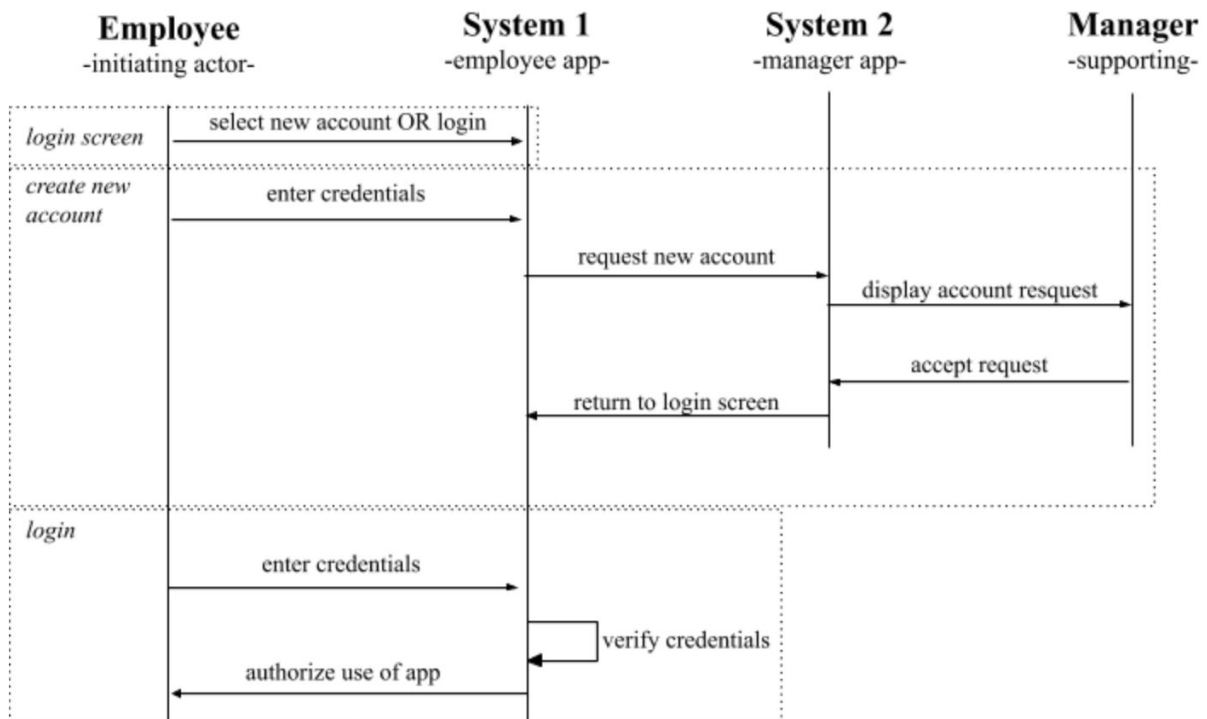 Employee
-initiating actor-
System 1
-employee app-
System 2
-manager app-
Manager
-supporting-
login screen
select new account OR login
create new
account
enter credentials
request new account
display account resquest
accept request
return to login screen
login
enter credentials
verify credentials
authorize use of app